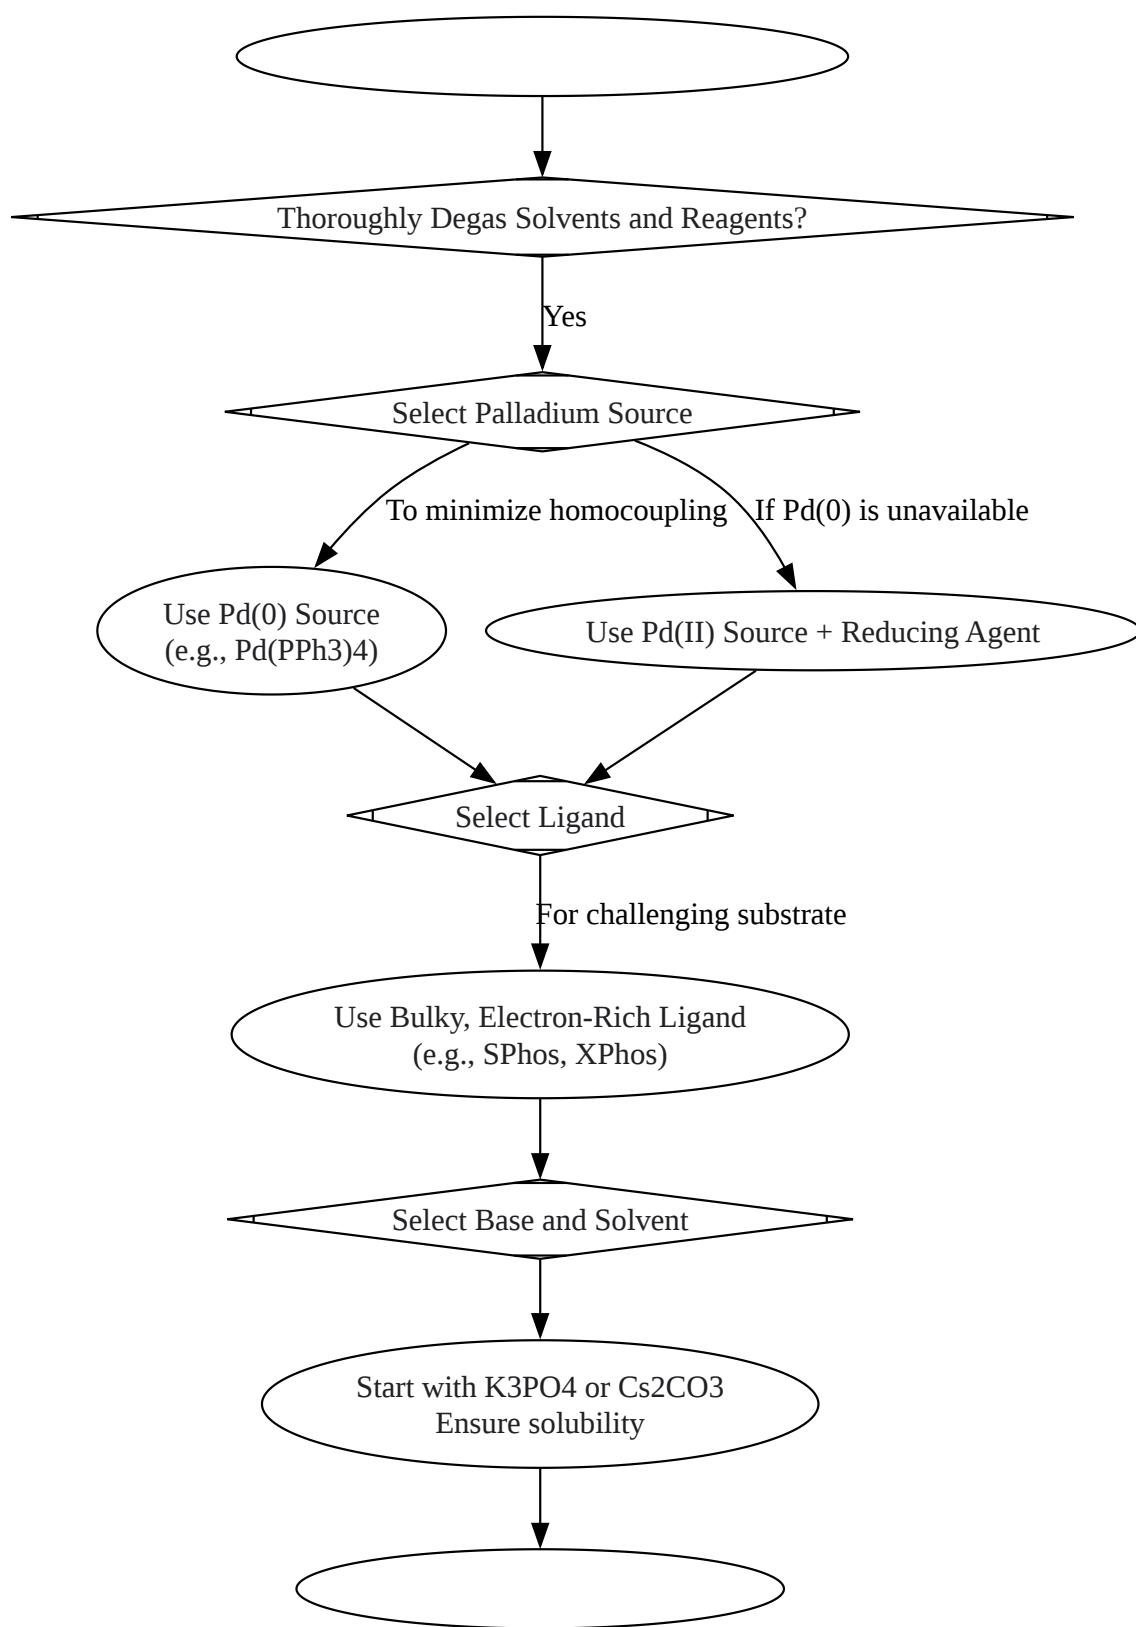 Thoroughly Degas Solvents and Reagents?
Yes
Select Palladium Source
To minimize homocoupling
If Pd(0) is unavailable
Use Pd(0) Source
(e.g., Pd(PPh3)4)
Use Pd(II) Source + Reducing Agent
Select Ligand
For challenging substrate
Use Bulky, Electron-Rich Ligand
(e.g., SPhos, XPhos)
Select Base and Solvent
Start with K3PO4 or Cs2CO3
Ensure solubility